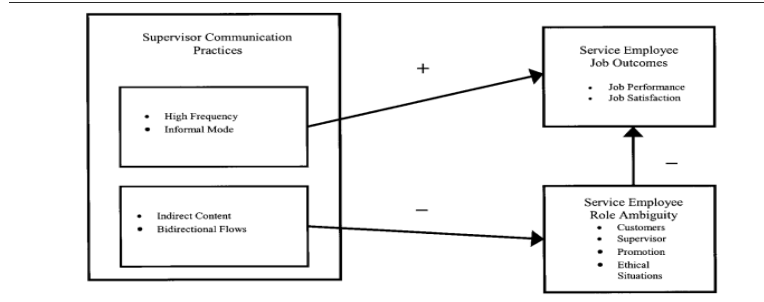 Supervisor Communication
Practices
• High Frequency
• Informal Mode
• Indirect Content
• Bidirectional Flows
+
–
Service Employee
Job Outcomes
• Job Performance
• Job Satisfaction
–
Service Employee
Role Ambiguity
• Customers
• Supervisor
• Promotion
• Ethical
Situations